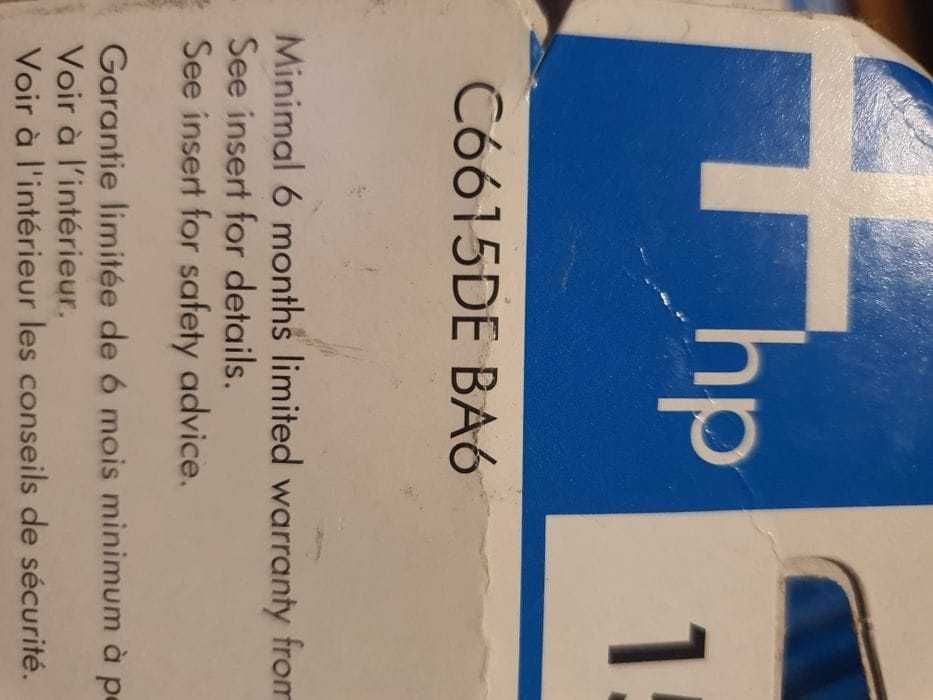 hp
15
C6615DE BA6
Minimal 6 months limited warranty from
See insert for details.
See insert for safety advice.
Garantie limitée de 6 mois minimum à
Voir à l'intérieur.
Voir à l'intérieur les conseils de sécurité.